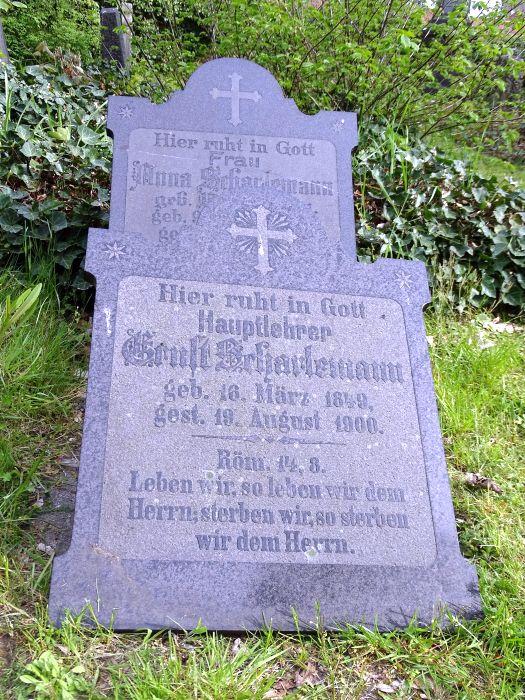 Hier ruht in Gott
Frau
Anna Scharlemann
geb.
Hier ruht in Gott
Hauptlehrer
Ernst Scharlemann
geb. 16. März 1849,
gest. 19. August 1900.
Röm. 14, 8.
Leben wir, so leben wir dem
Herrn; sterben wir, so sterben
wir dem Herrn.